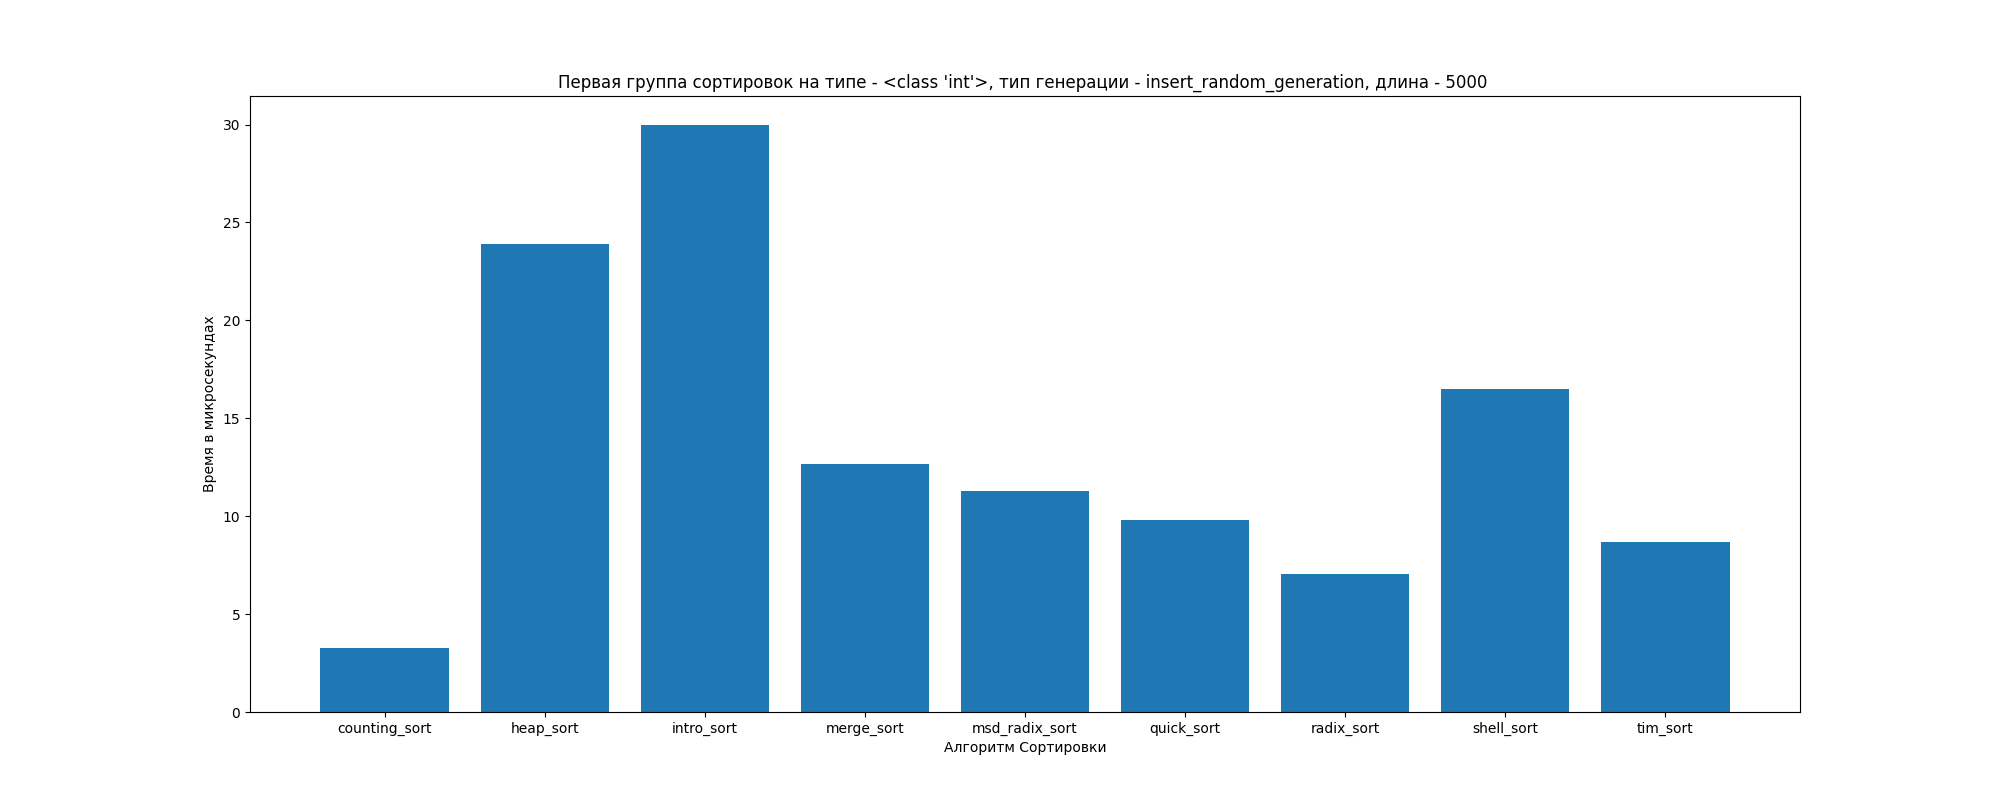 Первая группа сортировок на типе - <class 'int'>, тип генерации - insert_random_generation, длина - 5000
Время в микросекундах
30
25
20
15
10
5
0
counting_sort heap_sort intro_sort merge_sort msd_radix_sort quick_sort radix_sort shell_sort tim_sort
Алгоритм Сортировки